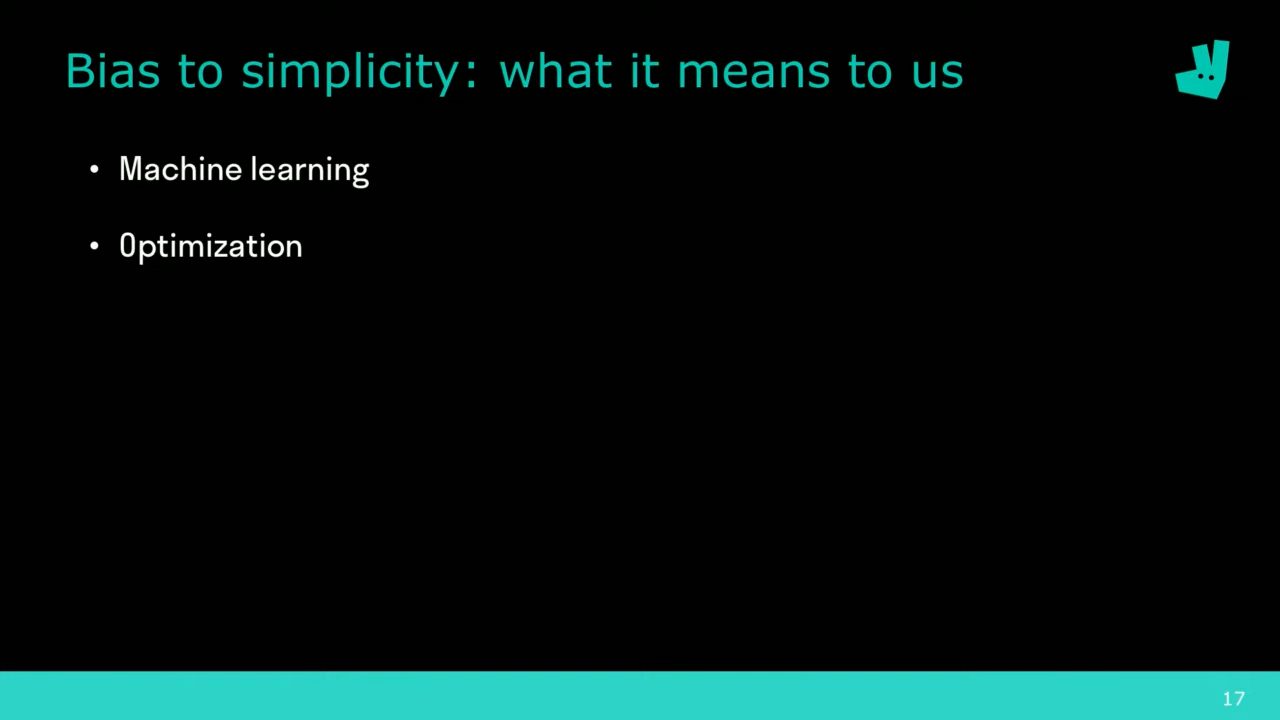 Bias to simplicity: what it means to us
• Machine learning
• Optimization
17